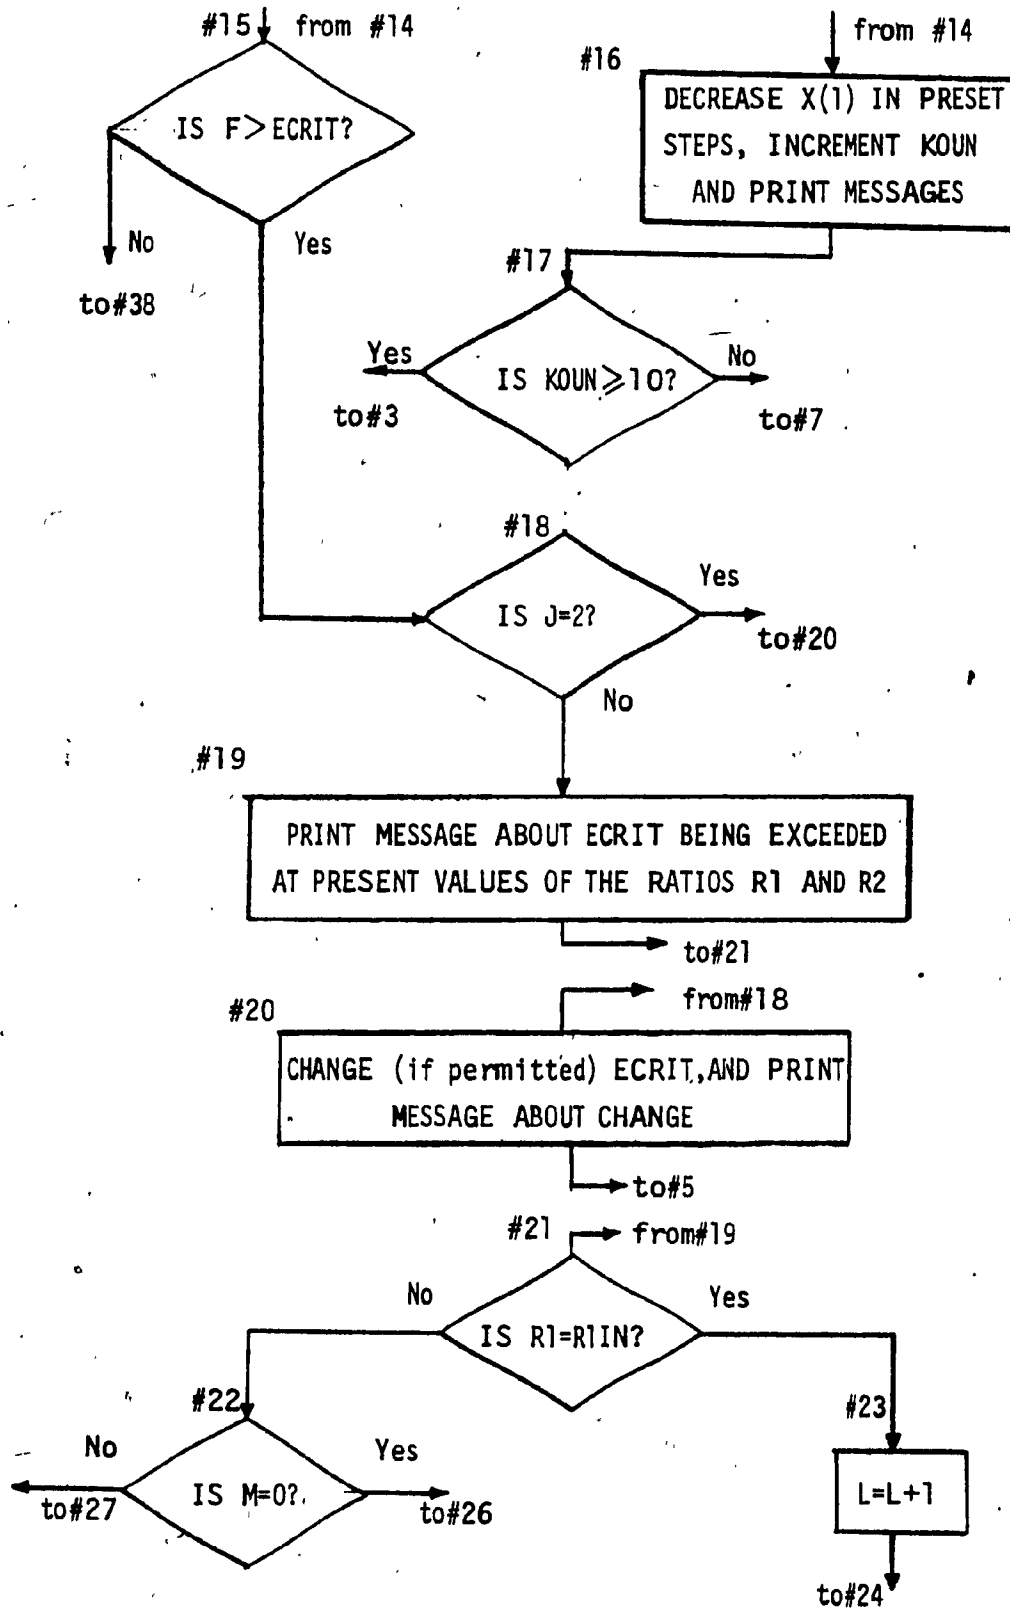 #15 from #14
from #14
#16
IS F>ECRIT?
DECREASE X(1) IN PRESET
STEPS, INCREMENT KOUN
AND PRINT MESSAGES
No
Yes
to#38
#17
Yes
No
IS KOUN⩾10?
to#3
to#7
#18
Yes
IS J=2?
to#20
No
#19
PRINT MESSAGE ABOUT ECRIT BEING EXCEEDED
AT PRESENT VALUES OF THE RATIOS R1 AND R2
to#21
from#18
#20
CHANGE (if permitted) ECRIT, AND PRINT
MESSAGE ABOUT CHANGE
to#5
#21
from#19
No
Yes
IS R1=R1IN?
#22
#23
No
Yes
IS M=0?
L=L+1
to#27
to#26
to#24